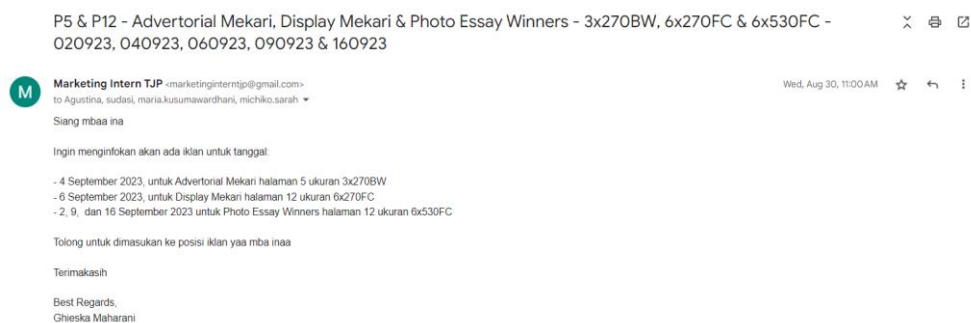 P5 & P12 - Advertorial Mekari, Display Mekari & Photo Essay Winners - 3x270BW, 6x270FC & 6x530FC -
020923, 040923, 060923, 090923 & 160923
M
Marketing Intern TJP <marketinginterntjp@gmail.com>
Wed, Aug 30, 11:00 AM
to Agustina, sudasi, maria.kusumawardhani, michiko.sarah
Siang mbaa ina
Ingin menginfokan akan ada iklan untuk tanggal:
- 4 September 2023, untuk Advertorial Mekari halaman 5 ukuran 3x270BW
- 6 September 2023, untuk Display Mekari halaman 12 ukuran 6x270FC
- 2, 9, dan 16 September 2023 untuk Photo Essay Winners halaman 12 ukuran 6x530FC
Tolong untuk dimasukan ke posisi iklan yaa mba inaa
Terimakasih
Best Regards,
Ghieska Maharani